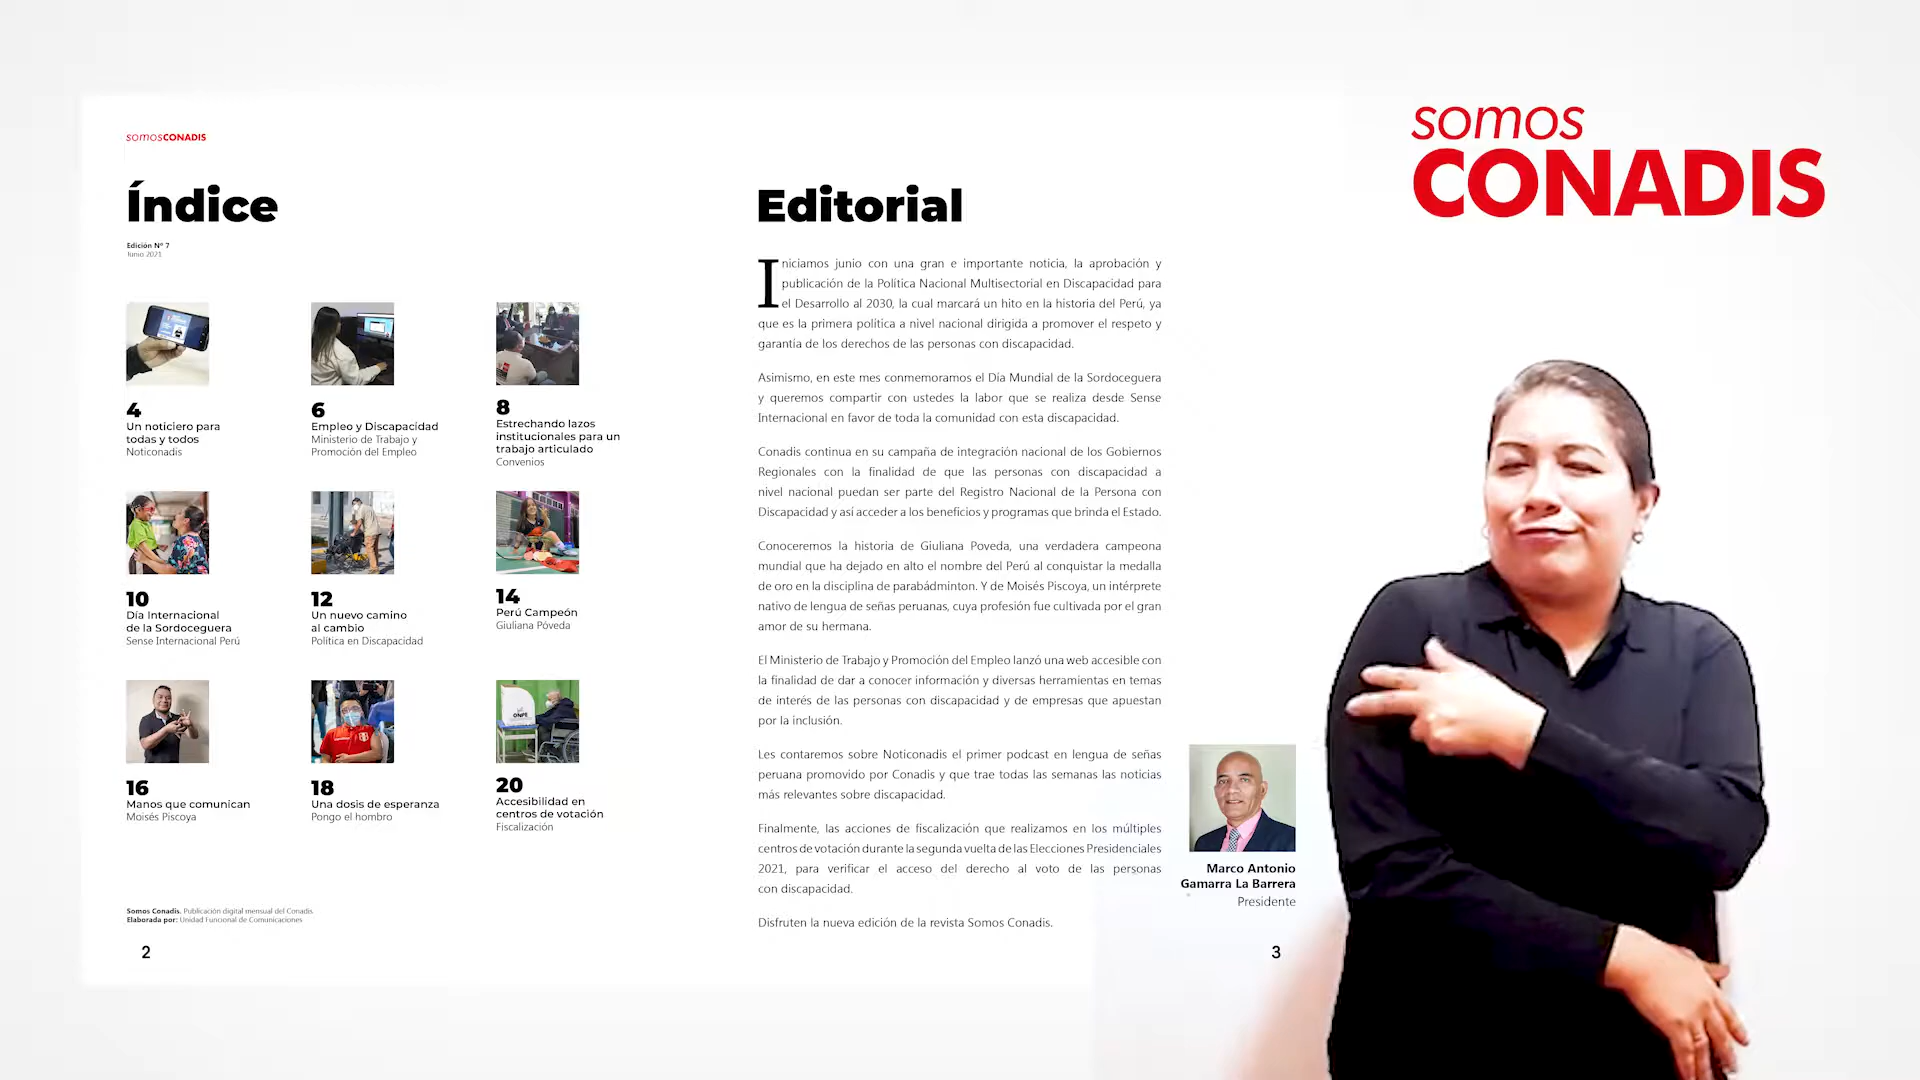 somosCONADIS
Índice
Edición Nº 7
Junio 2021
4
Un noticiero para
todas y todos
Noticonadis
6
Empleo y Discapacidad
Ministerio de Trabajo y
Promoción del Empleo
8
Estrechando lazos
institucionales para un
trabajo articulado
Convenios
10
Día Internacional
de la Sordoceguera
Sense Internacional Perú
12
Un nuevo camino
al cambio
Política en Discapacidad
14
Perú Campeón
Giuliana Póveda
16
Manos que comunican
Moisés Piscoya
18
Una dosis de esperanza
Pongo el hombro
ONPE
20
Accesibilidad en
centros de votación
Fiscalización
Somos Conadis. Publicación digital mensual del Conadis
Elaborada por: Unidad Funcional de Comunicaciones
2
Editorial
Iniciamos junio con una gran e importante noticia, la aprobación y
publicación de la Política Nacional Multisectorial en Discapacidad para
el Desarrollo al 2030, la cual marcará un hito en la historia del Perú, ya
que es la primera política a nivel nacional dirigida a promover el respeto y
garantía de los derechos de las personas con discapacidad.
Asimismo, en este mes conmemoramos el Día Mundial de la Sordoceguera
y queremos compartir con ustedes la labor que se realiza desde Sense
Internacional en favor de toda la comunidad con esta discapacidad.
Conadis continua en su campaña de integración nacional de los Gobiernos
Regionales con la finalidad de que las personas con discapacidad a
nivel nacional puedan ser parte del Registro Nacional de la Persona con
Discapacidad y así acceder a los beneficios y programas que brinda el Estado.
Conoceremos la historia de Giuliana Poveda, una verdadera campeona
mundial que ha dejado en alto el nombre del Perú al conquistar la medalla
de oro en la disciplina de parabádminton. Y de Moisés Piscoya, un intérprete
nativo de lengua de señas peruanas, cuya profesión fue cultivada por el gran
amor de su hermana.
El Ministerio de Trabajo y Promoción del Empleo lanzó una web accesible con
la finalidad de dar a conocer información y diversas herramientas en temas
de interés de las personas con discapacidad y de empresas que apuestan
por la inclusión.
Les contaremos sobre Noticonadis el primer podcast en lengua de señas
peruana promovido por Conadis y que trae todas las semanas las noticias
más relevantes sobre discapacidad.
Finalmente, las acciones de fiscalización que realizamos en los múltiples
centros de votación durante la segunda vuelta de las Elecciones Presidenciales
2021, para verificar el acceso del derecho al voto de las personas
con discapacidad.
Disfruten la nueva edición de la revista Somos Conadis.
Marco Antonio
Gamarra La Barrera
Presidente
3
somos
CONADIS